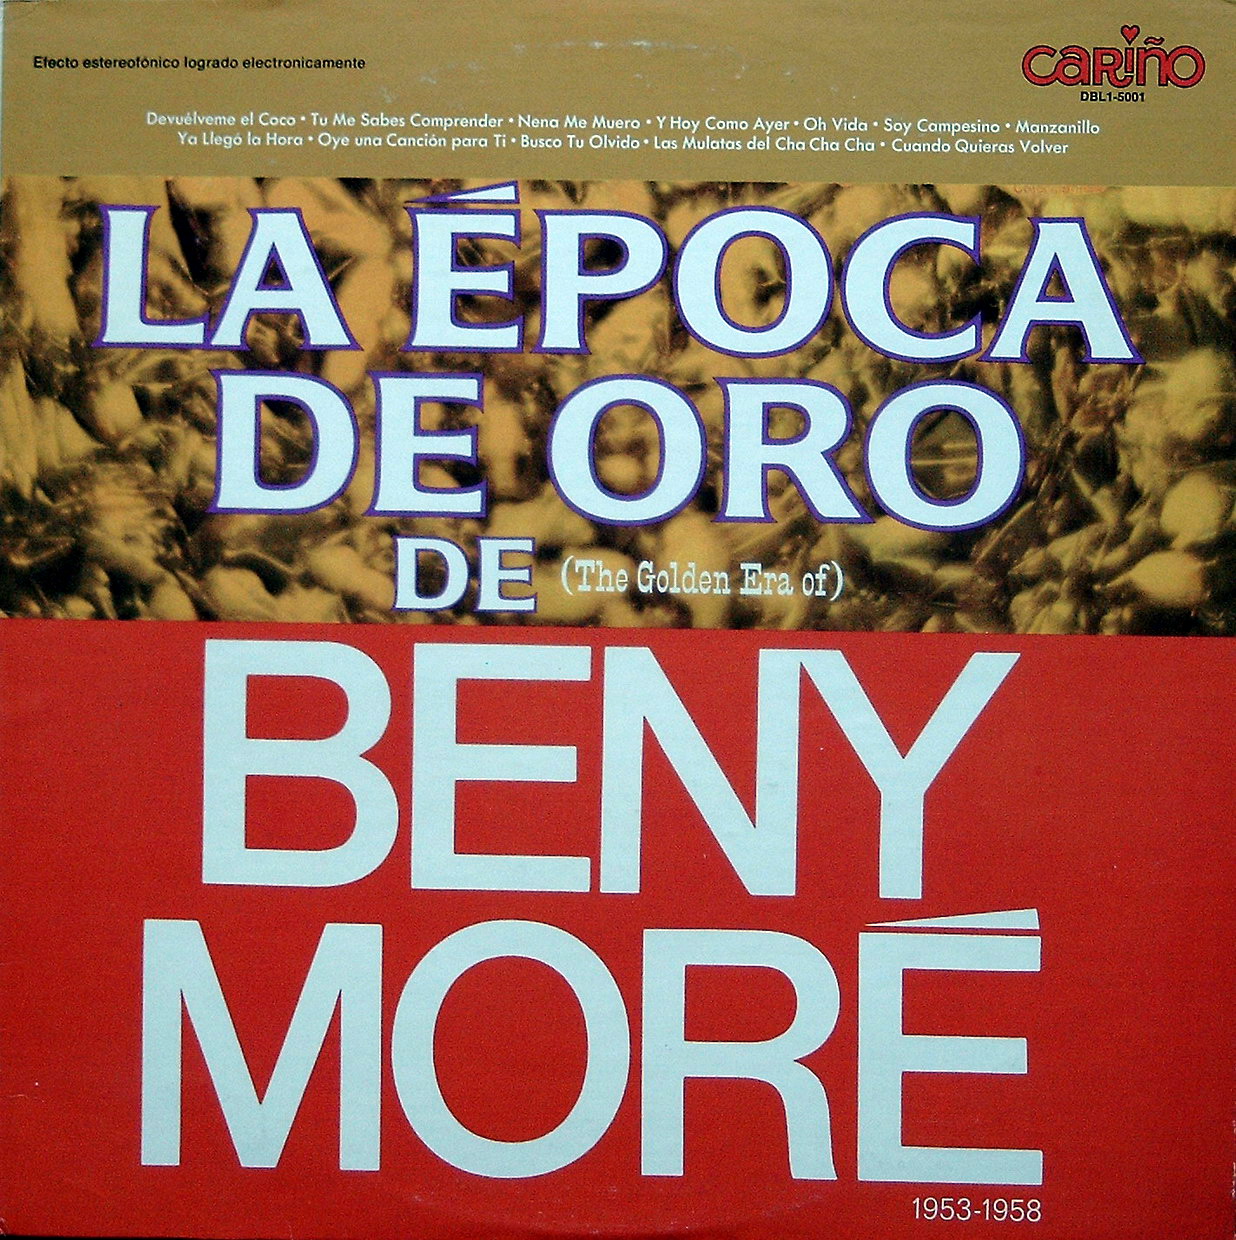 Efecto estereofónico logrado electronicamente
cariño
DBL1-5001
Devuélveme el Coco • Tu Me Sabes Comprender • Nena Me Muero • Y Hoy Como Ayer • Oh Vida • Soy Campesino • Manzanillo
Ya Llegó la Hora • Oye una Canción para Ti • Busco Tu Olvido • Las Mulatas del Cha Cha Cha • Cuando Quieras Volver
LA ÉPOCA
DE ORO
DE (The Golden Era of)
BENY
MORÉ
1953-1958